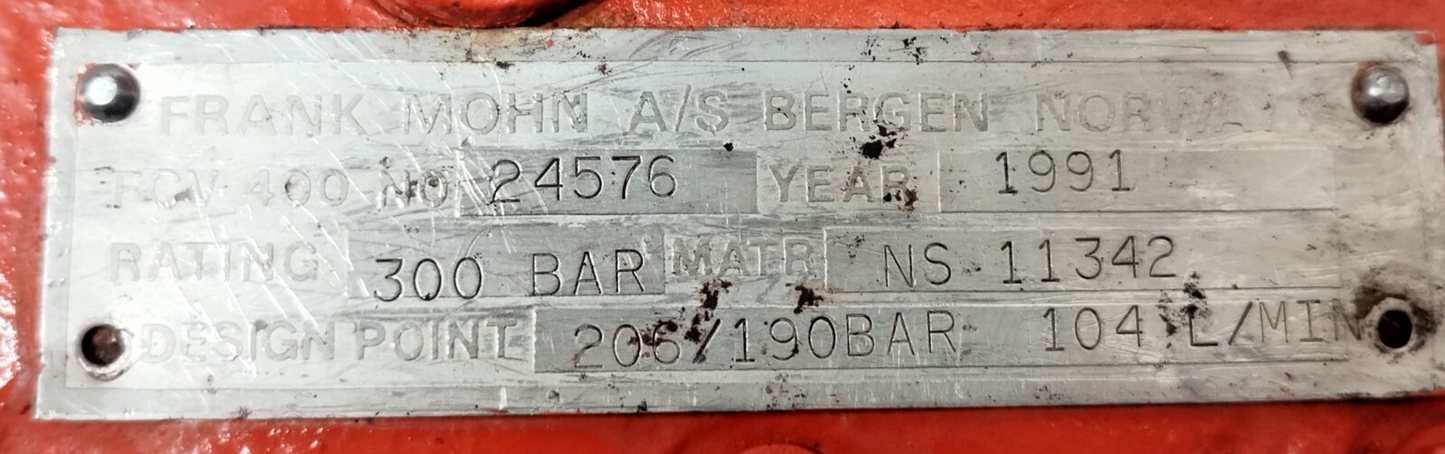 FRANK MOHN A/S BERGEN NORWAY
FCV 400 NO 24576 YEAR 1991
RATING 300 BAR MATR NS 11342
DESIGN POINT 206/190BAR 104 L/MIN